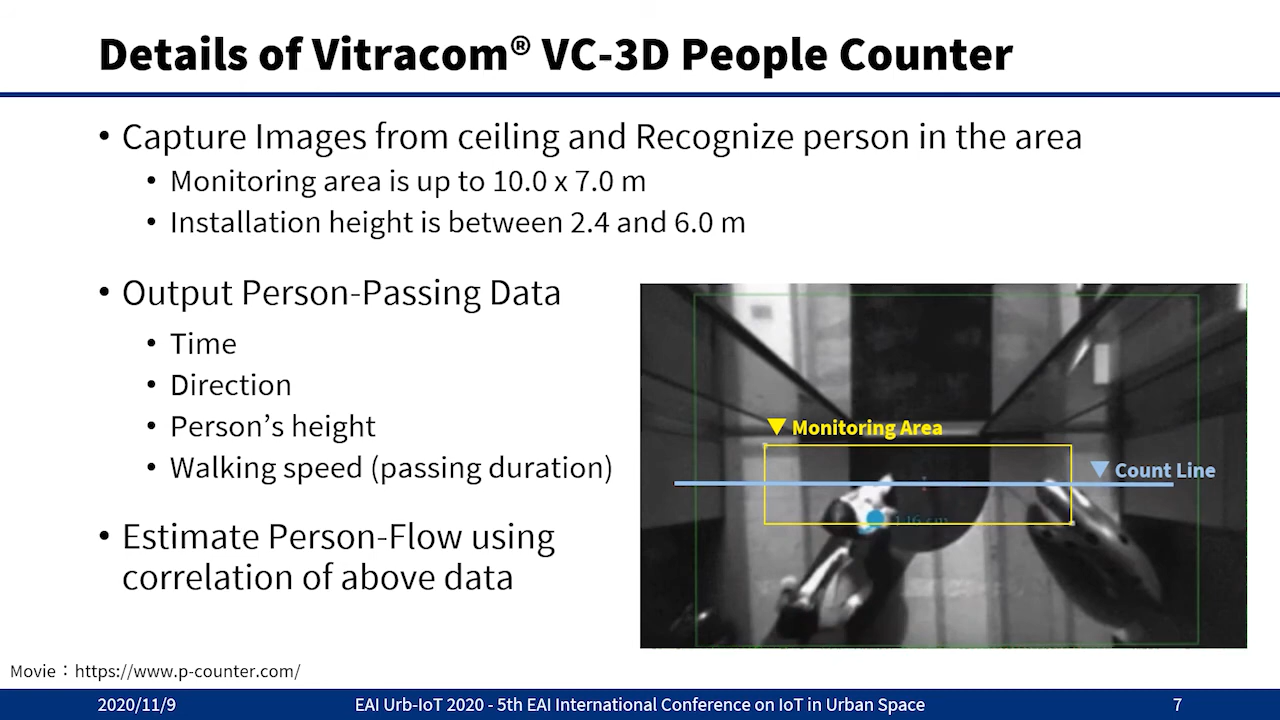 Details of Vitracom® VC-3D People Counter
• Capture Images from ceiling and Recognize person in the area
• Monitoring area is up to 10.0 x 7.0 m
• Installation height is between 2.4 and 6.0 m
• Output Person-Passing Data
• Time
• Direction
• Person’s height
• Walking speed (passing duration)
• Estimate Person-Flow using
correlation of above data
▼ Monitoring Area
▼ Count Line
Movie：https://www.p-counter.com/
2020/11/9
EAI Urb-IoT 2020 - 5th EAI International Conference on IoT in Urban Space
7